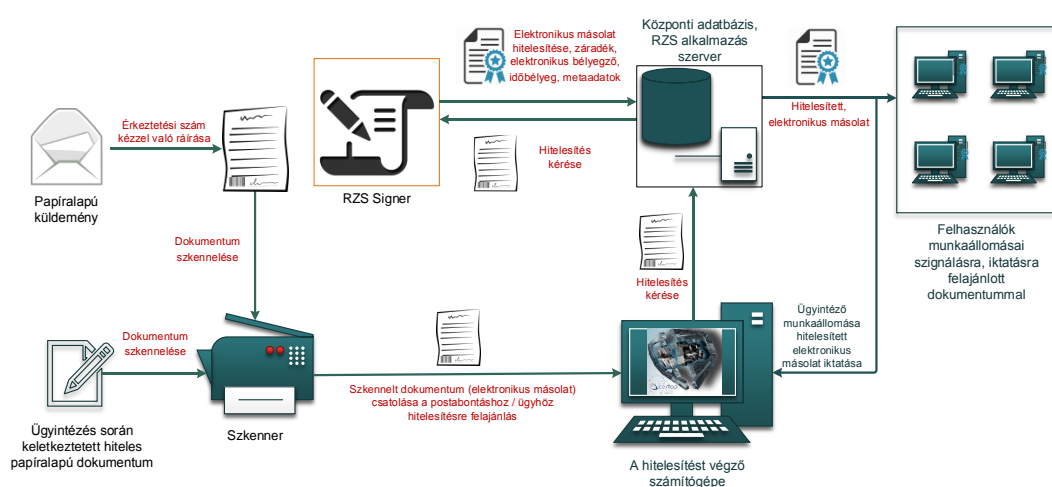 Elektronikus másolat
hitelesítése, záradék,
elektronikus bélyegző,
időbélyeg, metaadatok
Központi adatbázis,
RZS alkalmazás
szerver
Hitelesített,
elektronikus másolat
Érkeztetési szám
kézzel való ráírása
Hitelesítés
kérése
RZS Signer
Papíralapú
küldemény
Felhasználók
munkaállomásai
szignálásra, iktatásra
felajánlott
dokumentummal
Dokumentum
szkennelése
Hitelesítés
kérése
Ügyintéző
munkaállomása
hitelesített
elektronikus
másolat iktatása
Dokumentum
szkennelése
Szkennelt dokumentum (elektronikus másolat)
csatolása a postabontáshoz / ügyhöz
hitelesítésre felajánlás
certop
Szkenner
Ügyintézés során
keletkeztetett hiteles
papíralapú dokumentum
A hitelesítést végző
számítógépe